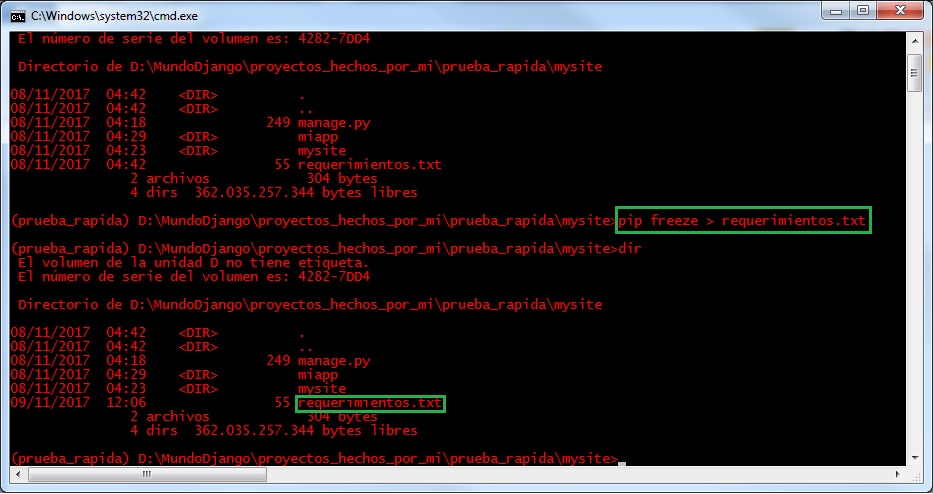 C:\Windows\system32\cmd.exe
El número de serie del volumen es: 4282-7DD4
Directorio de D:\MundoDjango\proyectos_hechos_por_mi\prueba_rapida\mysite
08/11/2017  04:42    <DIR>          .
08/11/2017  04:42    <DIR>          ..
08/11/2017  04:18               249 manage.py
08/11/2017  04:29    <DIR>          miapp
08/11/2017  04:23    <DIR>          mysite
08/11/2017  04:42                55 requerimientos.txt
2 archivos            304 bytes
4 dirs  362.035.257.344 bytes libres
(prueba_rapida) D:\MundoDjango\proyectos_hechos_por_mi\prueba_rapida\mysite>pip freeze > requerimientos.txt
(prueba_rapida) D:\MundoDjango\proyectos_hechos_por_mi\prueba_rapida\mysite>dir
El volumen de la unidad D no tiene etiqueta.
El número de serie del volumen es: 4282-7DD4
Directorio de D:\MundoDjango\proyectos_hechos_por_mi\prueba_rapida\mysite
08/11/2017  04:42    <DIR>          .
08/11/2017  04:42    <DIR>          ..
08/11/2017  04:18               249 manage.py
08/11/2017  04:29    <DIR>          miapp
08/11/2017  04:23    <DIR>          mysite
09/11/2017  12:06                55 requerimientos.txt
2 archivos            304 bytes
4 dirs  362.035.257.344 bytes libres
(prueba_rapida) D:\MundoDjango\proyectos_hechos_por_mi\prueba_rapida\mysite>